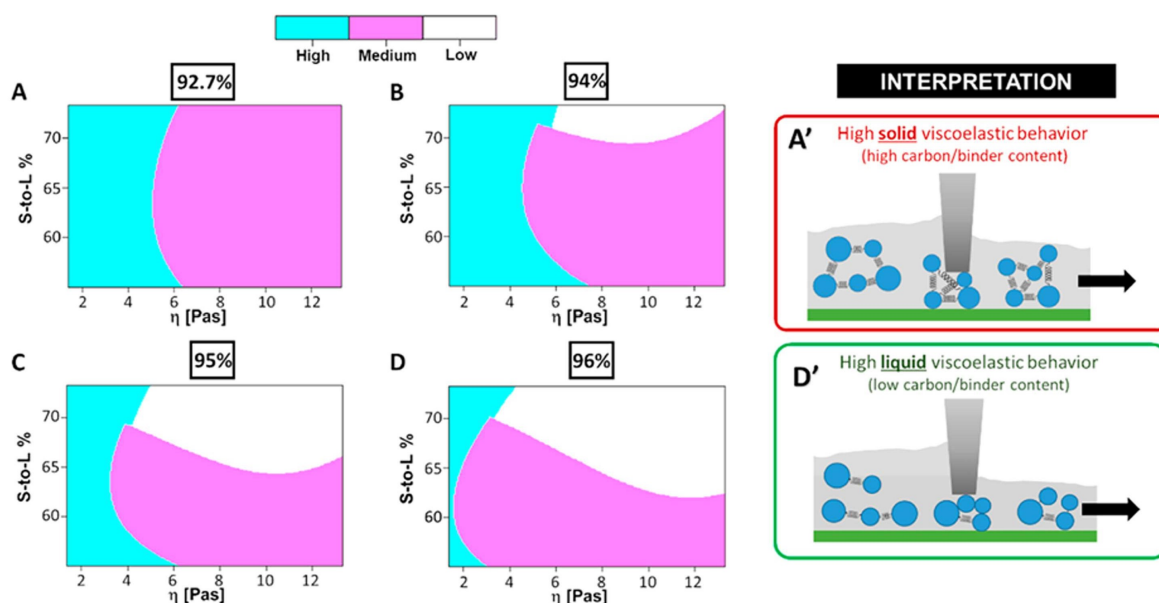 High Medium Low
A
92.7%
S-to-L %
70
65
60
2 4 6 8 10 12
η [Pas]
B
94%
S-to-L %
70
65
60
2 4 6 8 10 12
η [Pas]
C
95%
S-to-L %
70
65
60
2 4 6 8 10 12
η [Pas]
D
96%
S-to-L %
70
65
60
2 4 6 8 10 12
η [Pas]
INTERPRETATION
A'
High solid viscoelastic behavior
(high carbon/binder content)
D'
High liquid viscoelastic behavior
(low carbon/binder content)